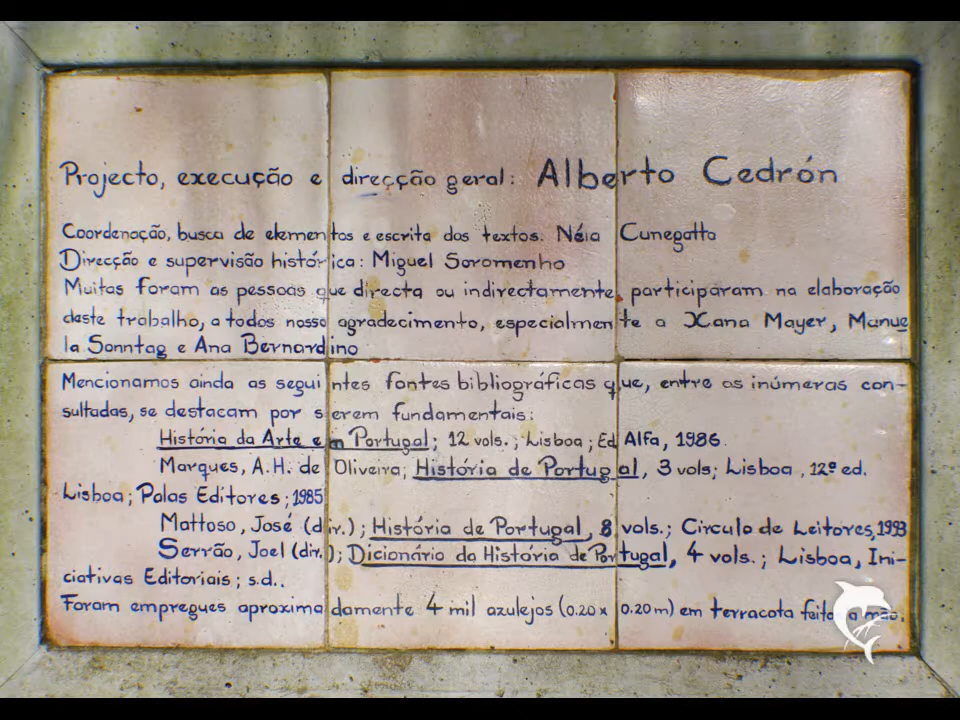 Projecto, execução e direcção geral: Alberto Cedrón
Coordenação, busca de elementos e escrita dos textos. Néia Cunegatto
Direcção e supervisão histórica: Miguel Soromenho
Muitas foram as pessoas que directa ou indirectamente, participaram na elaboração
deste trabalho, a todos nosso agradecimento, especialmente a Xana Mayer, Manue
la Sonntag e Ana Bernardino
Mencionamos ainda as seguintes fontes bibliográficas que, entre as inúmeras con-
sultadas, se destacam por serem fundamentais:
História da Arte em Portugal; 12 vols.; Lisboa; Ed Alfa, 1986.
Marques, A.H. de Oliveira; História de Portugal, 3 vols; Lisboa, 12ª ed.
Lisboa; Palas Editores; 1985
Mattoso, José (dir.); História de Portugal, 8 vols.; Circulo de Leitores, 1993
Serrão, Joel (dir.); Dicionário da História de Portugal, 4 vols.; Lisboa, Ini-
ciativas Editoriais; s.d..
Foram empregues aproximadamente 4 mil azulejos (0.20 x 0.20m) em terracota feita a mão.